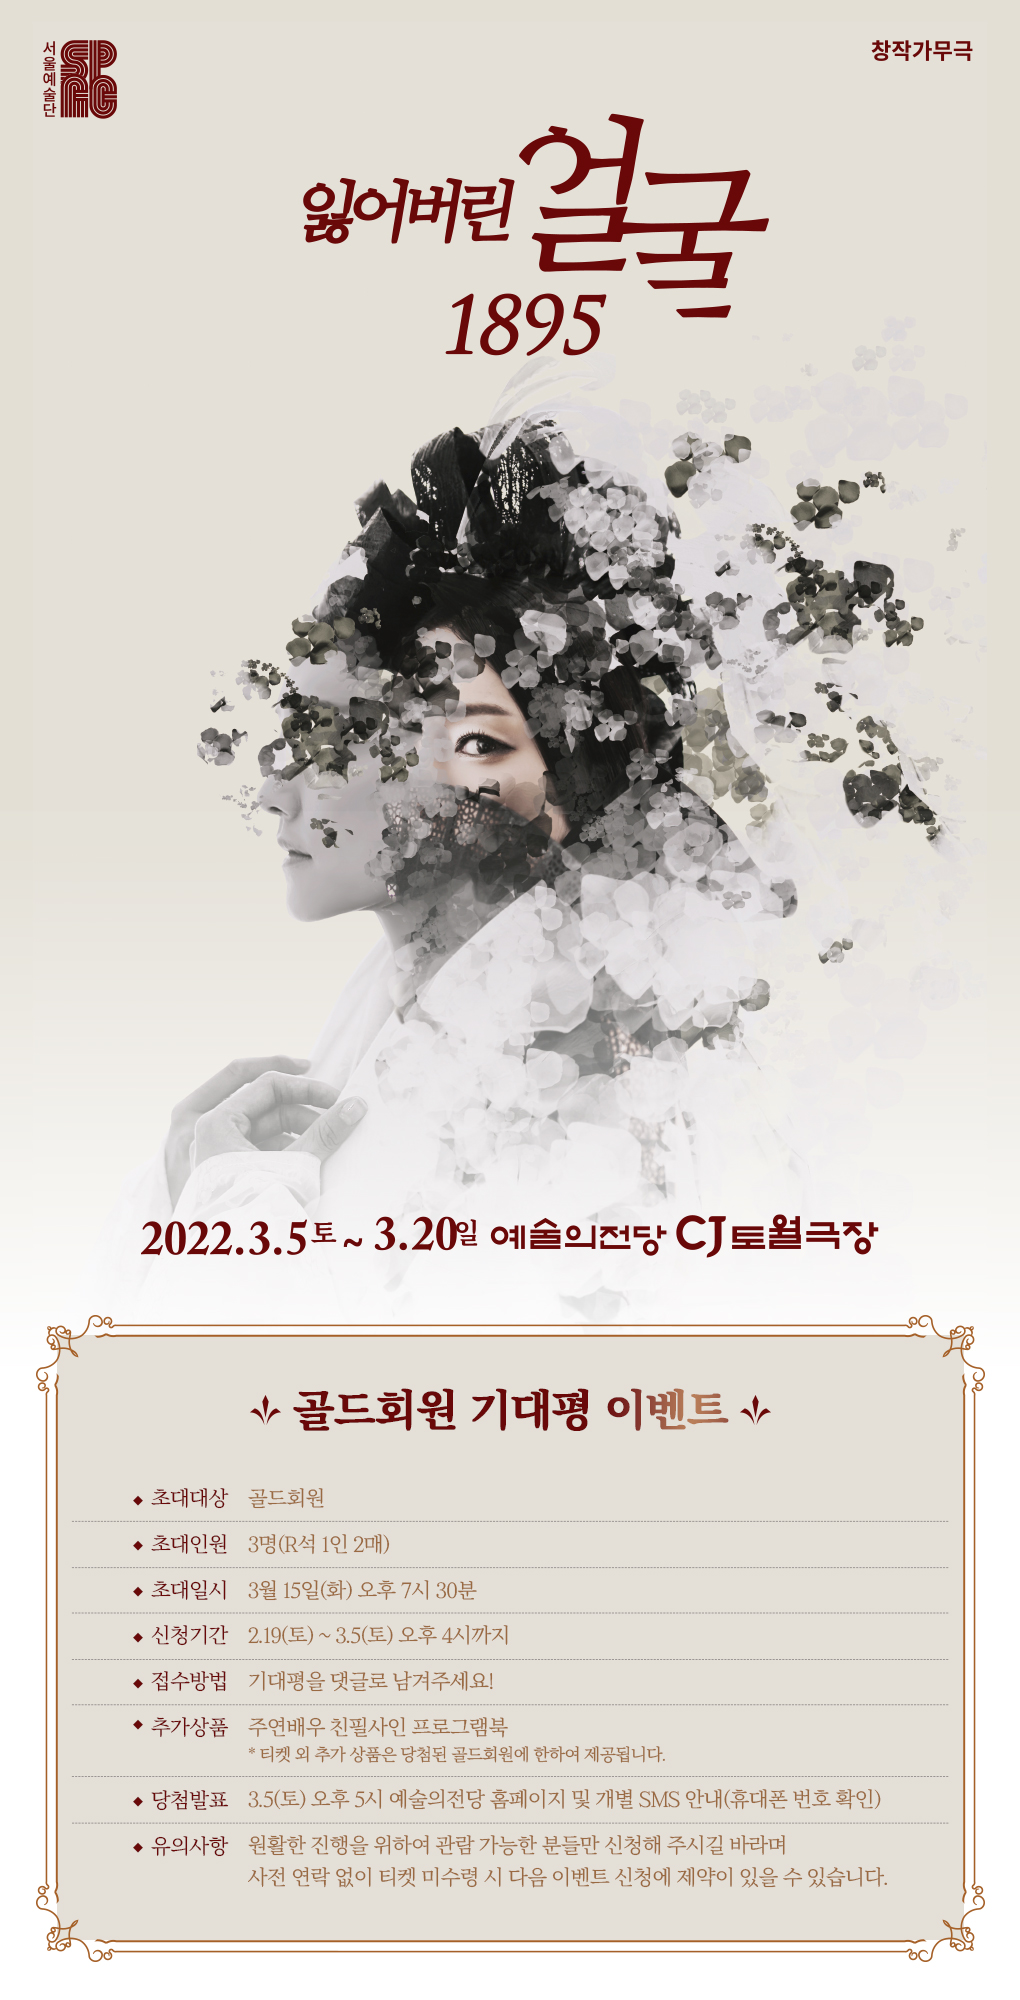 서울예술단
창작가무극
잃어버린 얼굴
1895
2022.3.5토 ~ 3.20일 예술의전당 CJ토월극장
골드회원 기대평 이벤트
◆ 초대대상 골드회원
◆ 초대인원 3명(R석 1인 2매)
◆ 초대일시 3월 15일(화) 오후 7시 30분
◆ 신청기간 2.19(토) ~ 3.5(토) 오후 4시까지
◆ 접수방법 기대평을 댓글로 남겨주세요!
◆ 추가상품 주연배우 친필사인 프로그램북
* 티켓 외 추가 상품은 당첨된 골드회원에 한하여 제공됩니다.
◆ 당첨발표 3.5(토) 오후 5시 예술의전당 홈페이지 및 개별 SMS 안내(휴대폰 번호 확인)
◆ 유의사항 원활한 진행을 위하여 관람 가능한 분들만 신청해 주시길 바라며
사전 연락 없이 티켓 미수령 시 다음 이벤트 신청에 제약이 있을 수 있습니다.